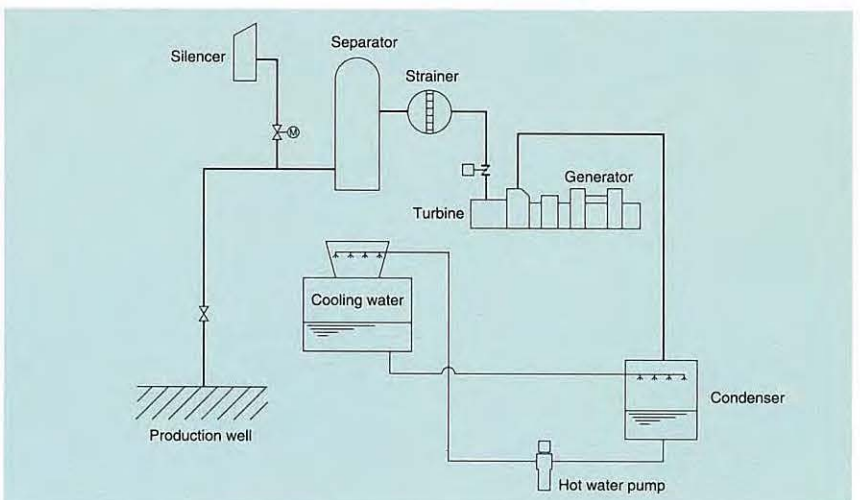 Separator
Silencer
Strainer
M
Generator
Turbine
Cooling water
Condenser
Production well
Hot water pump